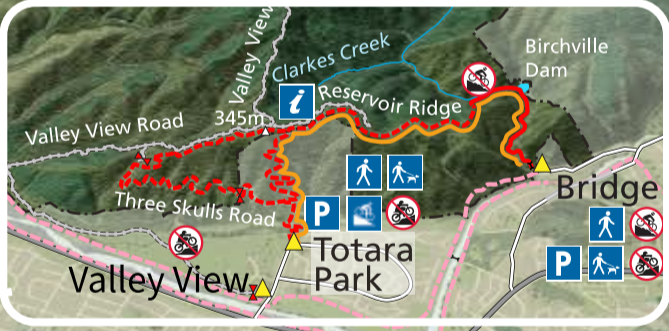 Valley View
Clarkes Creek
Birchville
Dam
i
Reservoir Ridge
345m
Valley View Road
Three Skulls Road
P
Totara
Park
Valley View
Bridge
P